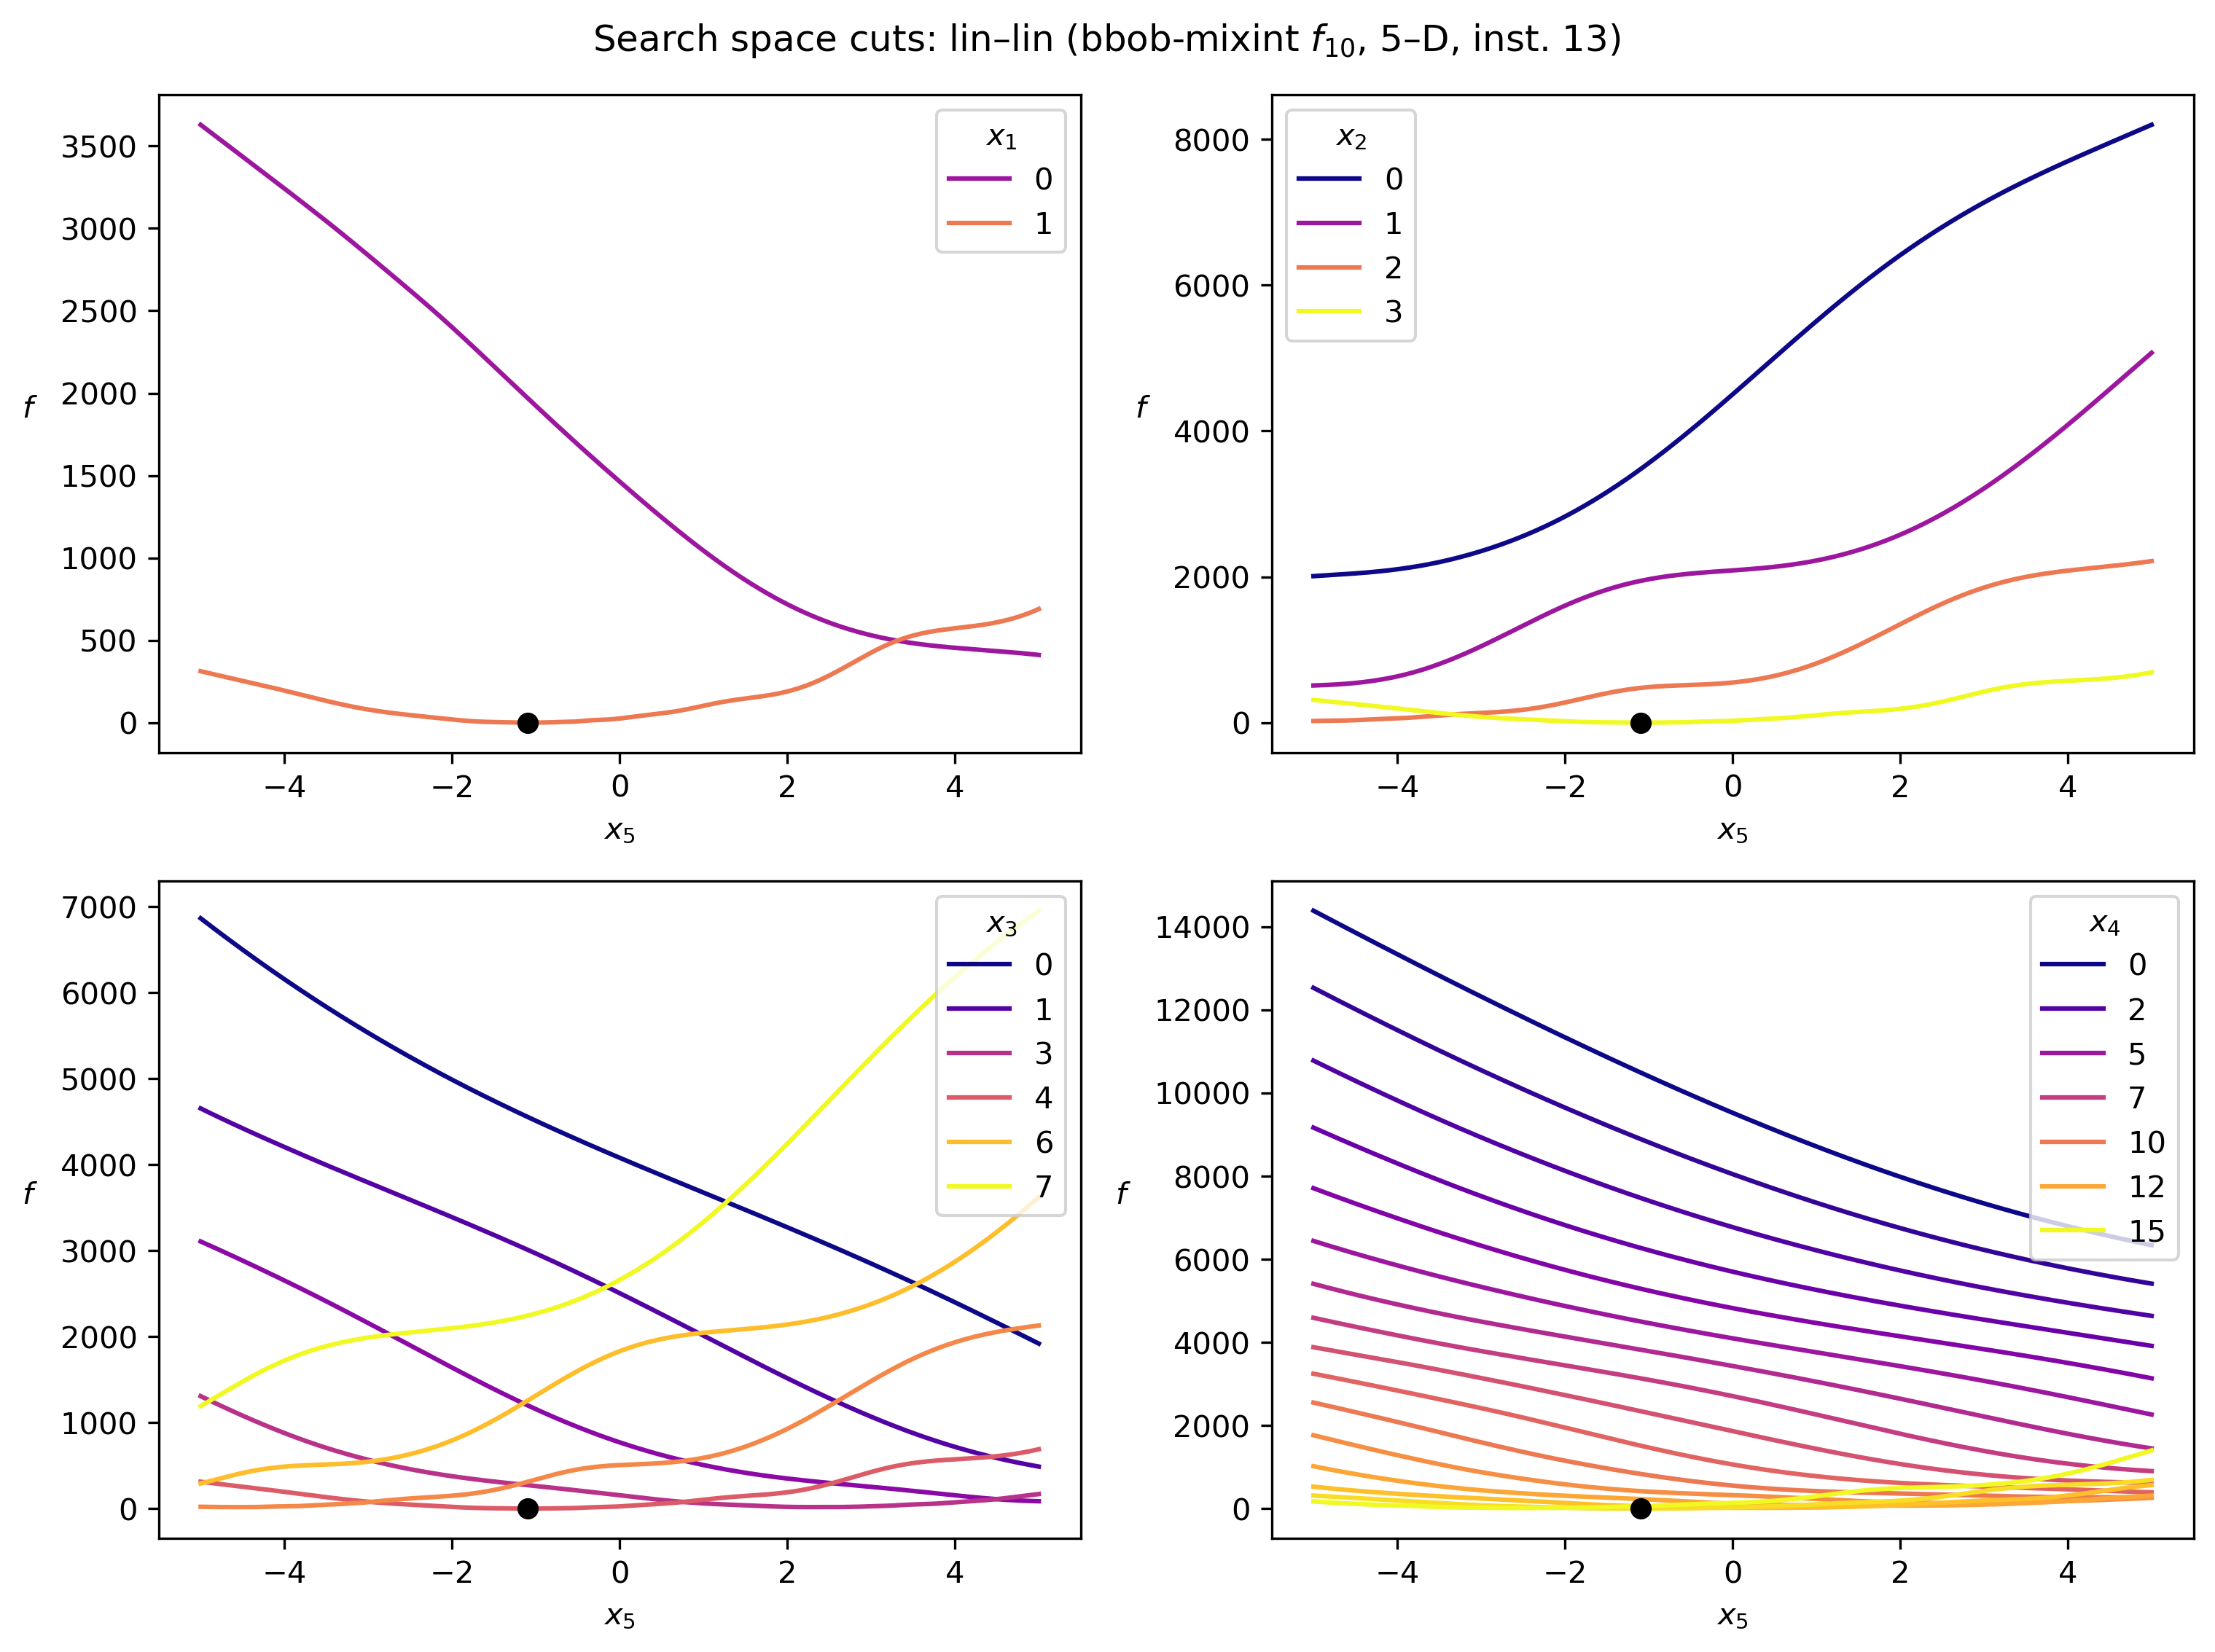 Search space cuts: lin–lin (bbob-mixint f₁₀, 5–D, inst. 13)
3500
3000
2500
2000
1500
1000
500
0
f
−4 −2 0 2 4
x₅
x₁
0
1
8000
6000
4000
2000
0
f
−4 −2 0 2 4
x₅
x₂
0
1
2
3
7000
6000
5000
4000
3000
2000
1000
0
f
−4 −2 0 2 4
x₅
x₃
0
1
3
4
6
7
14000
12000
10000
8000
6000
4000
2000
0
f
−4 −2 0 2 4
x₅
x₄
0
2
5
7
10
12
15